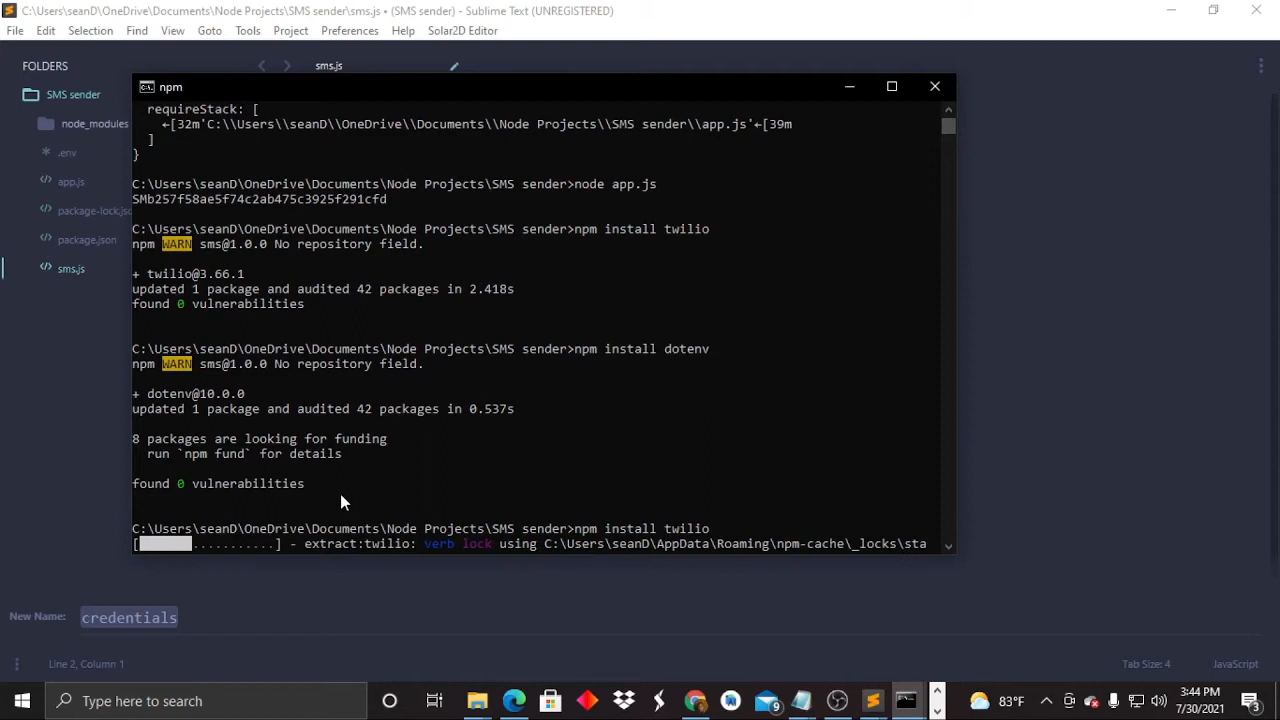 C:\Users\seanD\OneDrive\Documents\Node Projects\SMS sender\sms.js • (SMS sender) - Sublime Text (UNREGISTERED)
File Edit Selection Find View Goto Tools Project Preferences Help Solar2D Editor
FOLDERS
sms.js
SMS sender
node_modules
.env
app.js
package-lock.jsc
package.json
sms.js
npm
requireStack: [
←[32m'C:\\Users\\seanD\\OneDrive\\Documents\\Node Projects\\SMS sender\\app.js'←[39m
]
}
C:\Users\seanD\OneDrive\Documents\Node Projects\SMS sender>node app.js
SMb257f58ae5f74c2ab475c3925f291cfd
C:\Users\seanD\OneDrive\Documents\Node Projects\SMS sender>npm install twilio
npm WARN sms@1.0.0 No repository field.
+ twilio@3.66.1
updated 1 package and audited 42 packages in 2.418s
found 0 vulnerabilities
C:\Users\seanD\OneDrive\Documents\Node Projects\SMS sender>npm install dotenv
npm WARN sms@1.0.0 No repository field.
+ dotenv@10.0.0
updated 1 package and audited 42 packages in 0.537s
8 packages are looking for funding
run `npm fund` for details
found 0 vulnerabilities
C:\Users\seanD\OneDrive\Documents\Node Projects\SMS sender>npm install twilio
[ ...........] - extract:twilio: verb lock using C:\Users\seanD\AppData\Roaming\npm-cache\_locks\sta
New Name: credentials
Line 2, Column 1
Tab Size: 4
JavaScript
Type here to search
9
83°F
3:44 PM
7/30/2021
3